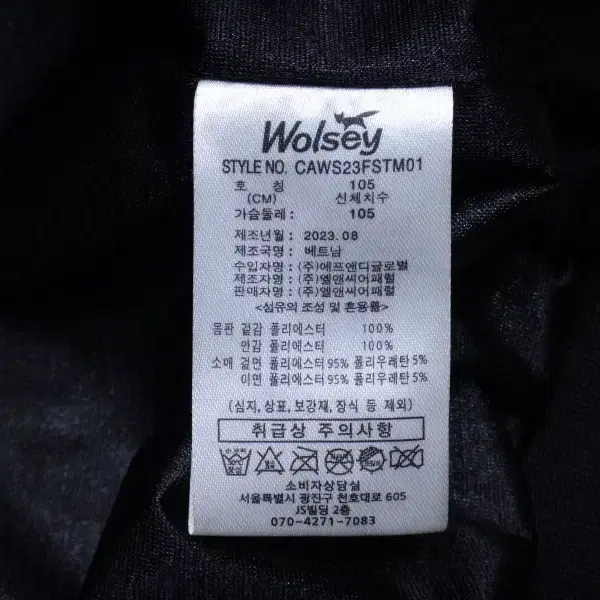 Wolsey
STYLE NO. CAWS23FSTM01
호 칭 105
(CM) 신체치수
가슴둘레 : 105
제조년월 : 2023.08
제조국명 : 베트남
수입자명 : (주)에프앤디글로벌
제조자명 : (주)엘앤씨어패럴
판매자명 : (주)엘앤씨어패럴
<섬유의 조성 및 혼용률>
몸판 겉감 폴리에스터 100%
안감 폴리에스터 100%
소매 겉면 폴리에스터 95% 폴리우레탄 5%
이면 폴리에스터 95% 폴리우레탄 5%
(심지, 상표, 보강재, 장식 등 제외)
취급상 주의사항
소비자상담실
서울특별시 광진구 천호대로 605
JS빌딩 2층
070-4271-7083